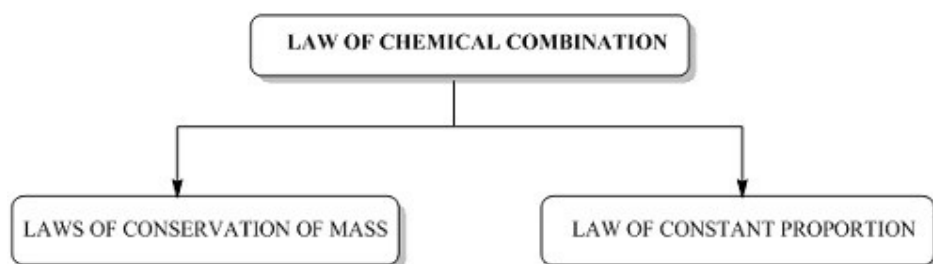 LAW OF CHEMICAL COMBINATION
LAWS OF CONSERVATION OF MASS
LAW OF CONSTANT PROPORTION